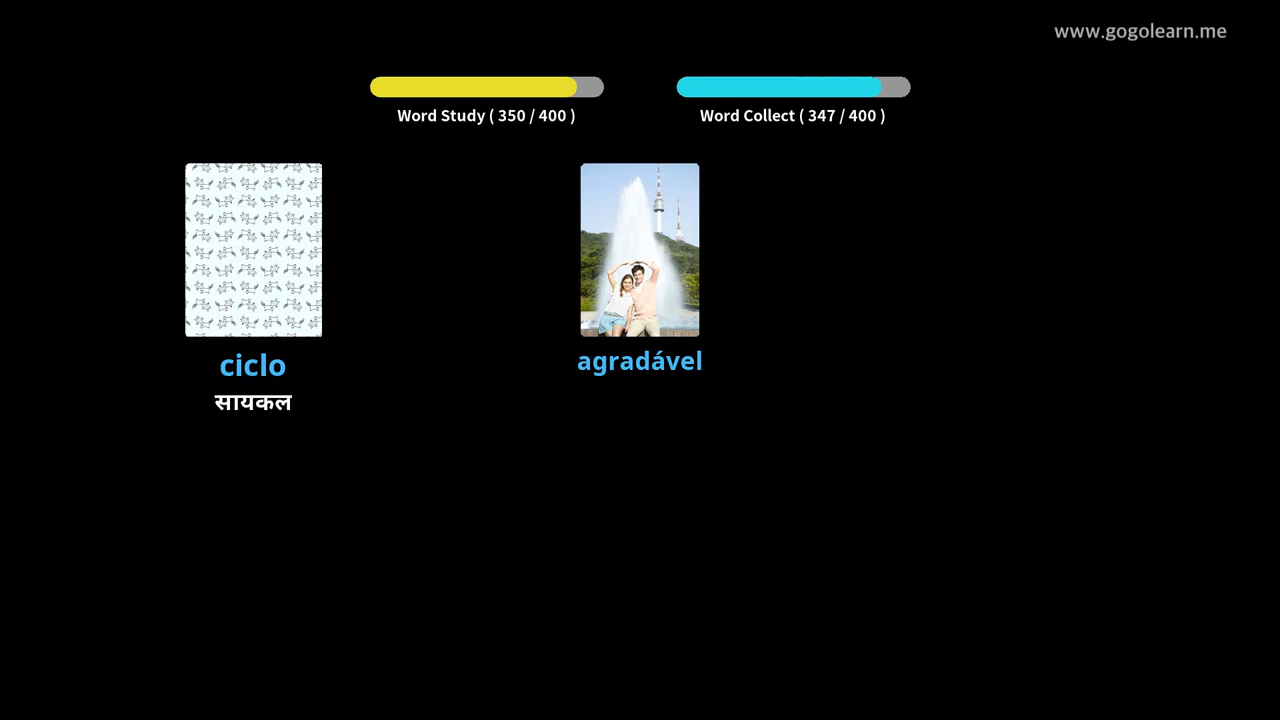 www.gogolearn.me
Word Study ( 350 / 400 )
Word Collect ( 347 / 400 )
ciclo
सायकल
agradável